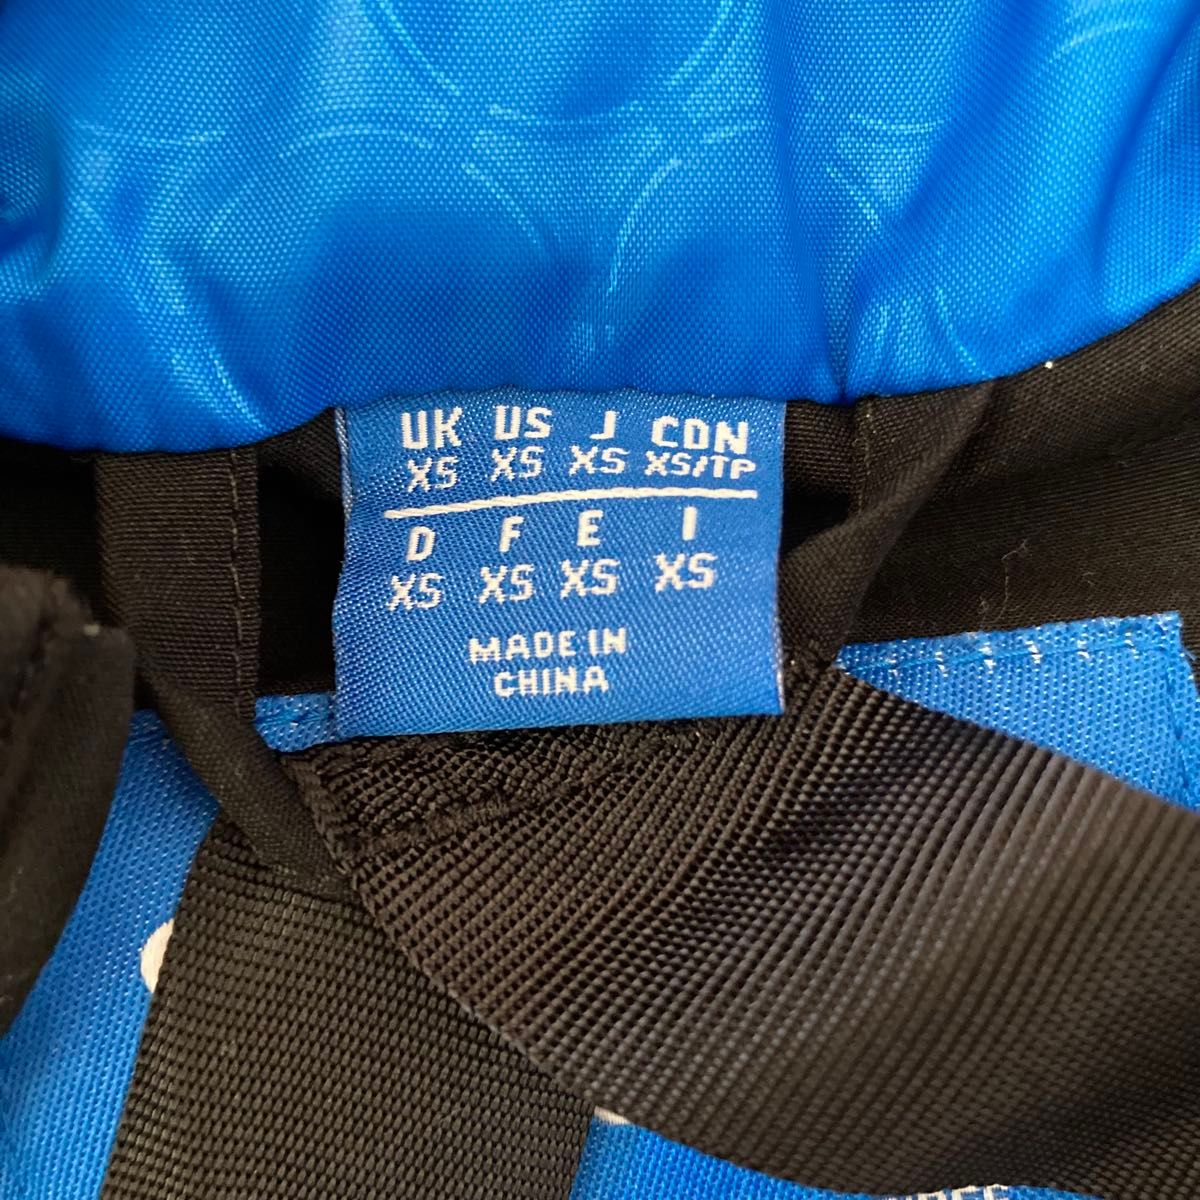 UK US J CDN
XS XS XS XS/TP
D F E I
XS XS XS XS
MADE IN
CHINA